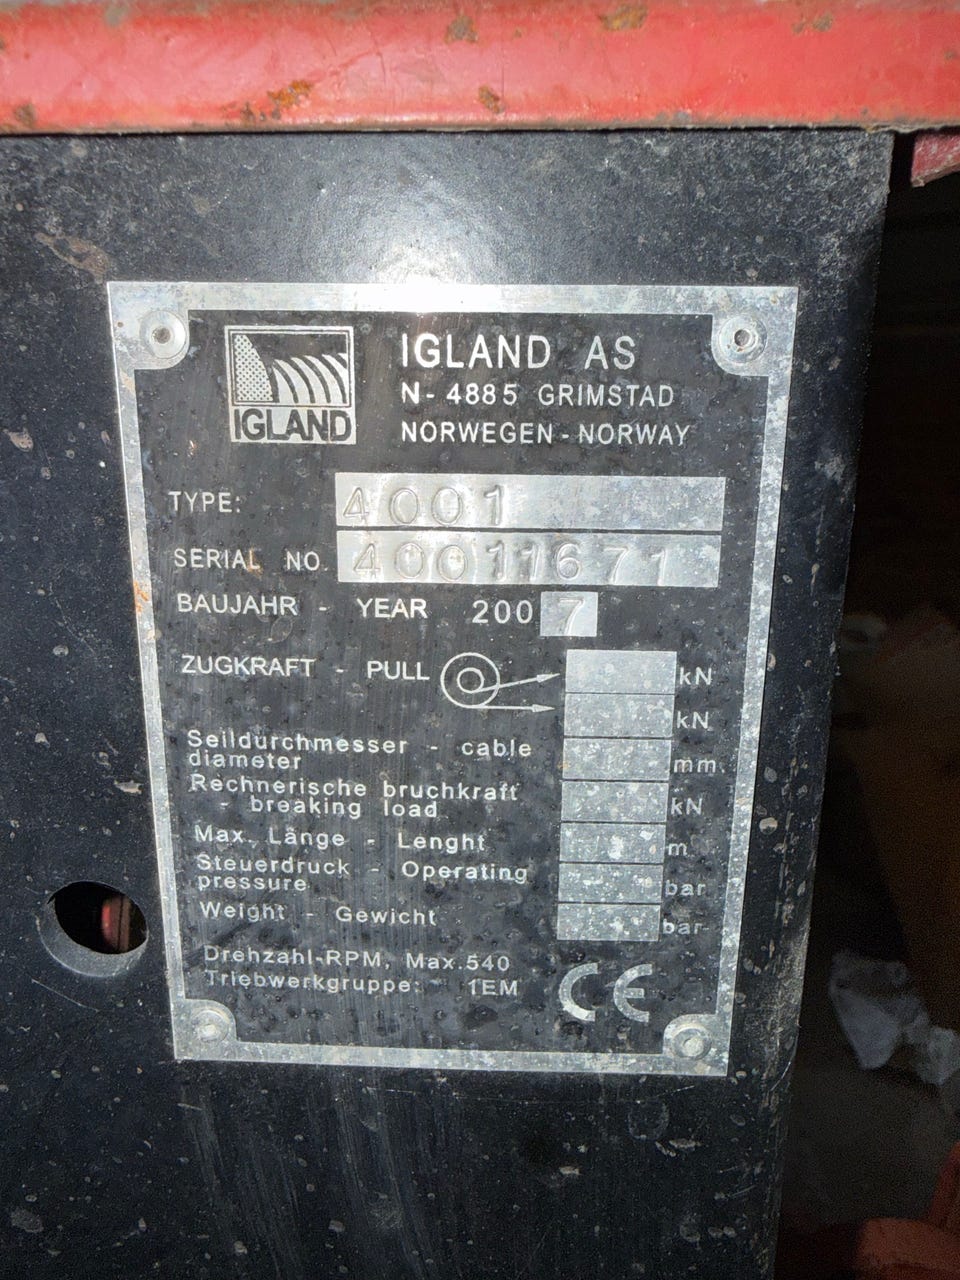 IGLAND
IGLAND AS
N-4885 GRIMSTAD
NORWEGEN-NORWAY
TYPE: 4001
SERIAL NO. 40011671
BAUJAHR - YEAR 2007
ZUGKRAFT - PULL kN
kN
Seildurchmesser - cable
diameter mm.
Rechnerische bruchkraft
- breaking load kN
Max. Länge - Lenght m
Steuerdruck - Operating
pressure bar
Weight - Gewicht bar
Drehzahl-RPM, Max.540
Triebwerkgruppe: 1EM
CE